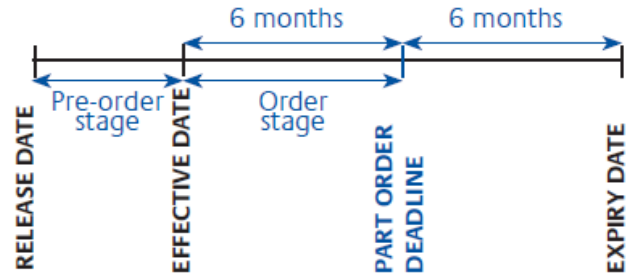 6 months
6 months
Pre-order
stage
Order
stage
RELEASE DATE
EFFECTIVE DATE
PART ORDER
DEADLINE
EXPIRY DATE